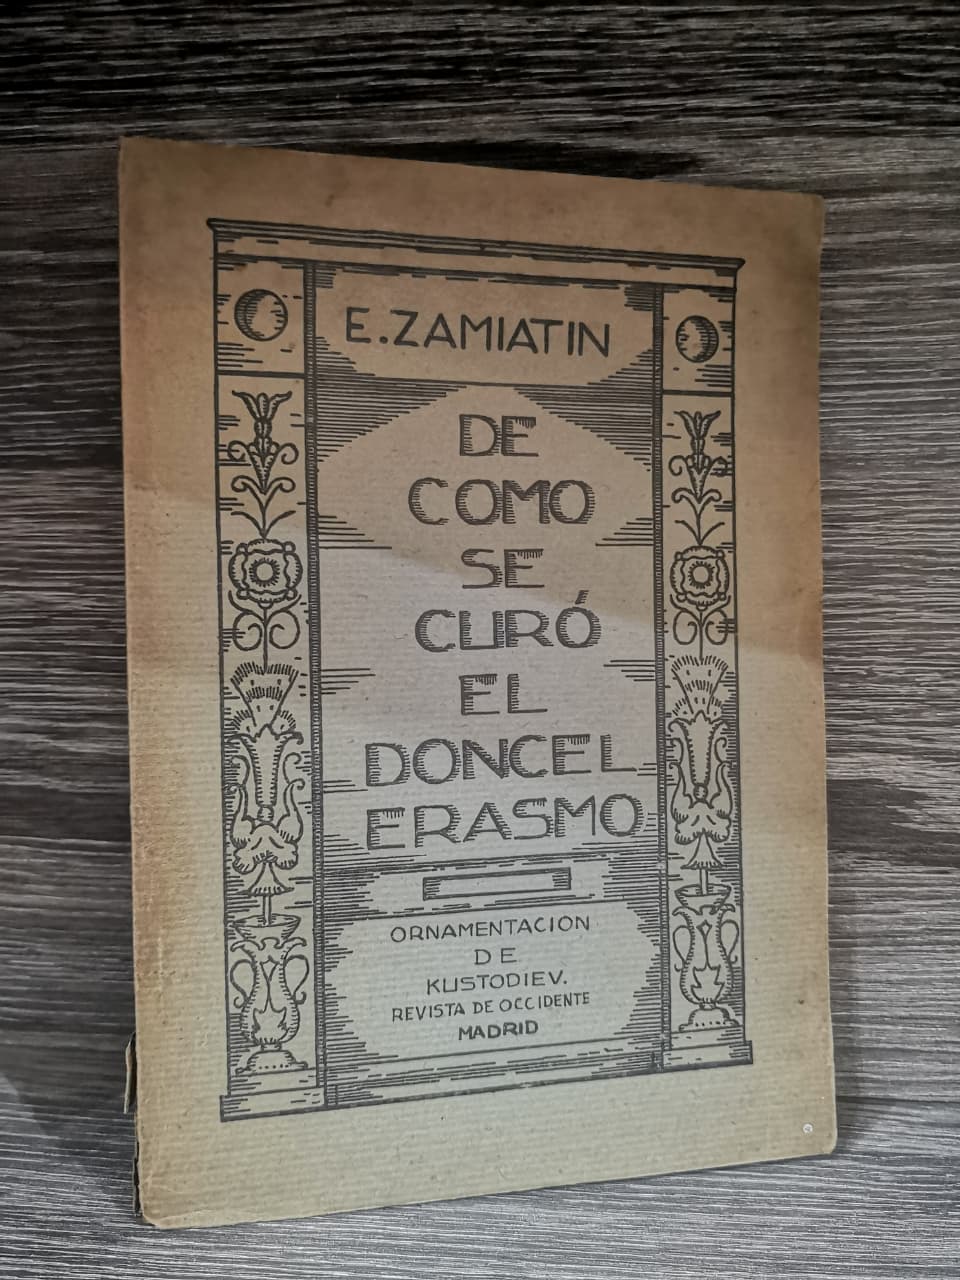 E. ZAMIATIN
DE
COMO
SE
CURÓ
EL
DONCEL
ERASMO
ORNAMENTACION
DE
KUSTODIEV.
REVISTA DE OCCIDENTE
MADRID